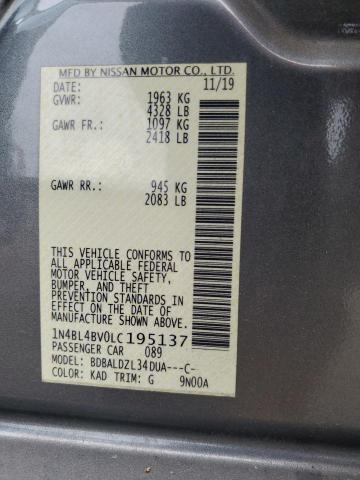 MFD BY NISSAN MOTOR CO., LTD.
DATE: 11/19
GVWR: 1963 KG
4328 LB
GAWR FR.: 1097 KG
2418 LB
GAWR RR.: 945 KG
2083 LB
THIS VEHICLE CONFORMS TO
ALL APPLICABLE FEDERAL
MOTOR VEHICLE SAFETY,
BUMPER, AND THEFT
PREVENTION STANDARDS IN
EFFECT ON THE DATE OF
MANUFACTURE SHOWN ABOVE.
1N4BL4BV0LC195137
PASSENGER CAR 089
MODEL: BDBALDZL34DUA---C-
COLOR: KAD TRIM: G 9N00A